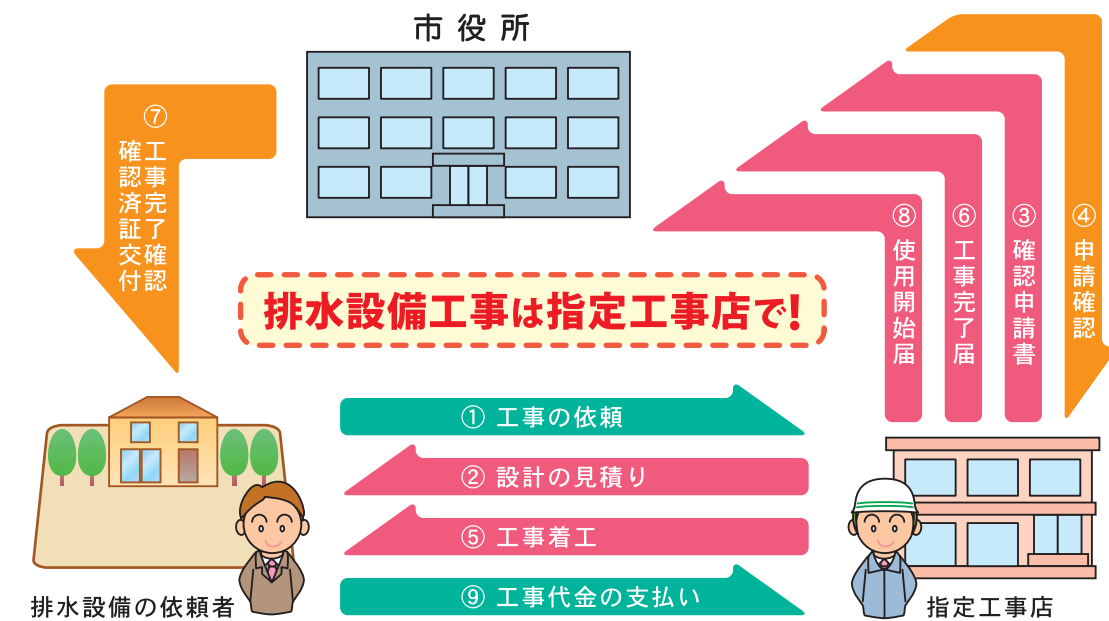 市役所
⑦
工事完了確認
確認済証交付
④申請確認
③確認申請書
⑥工事完了届
⑧使用開始届
排水設備工事は指定工事店で!
① 工事の依頼
② 設計の見積り
⑤ 工事着工
⑨ 工事代金の支払い
排水設備の依頼者
指定工事店